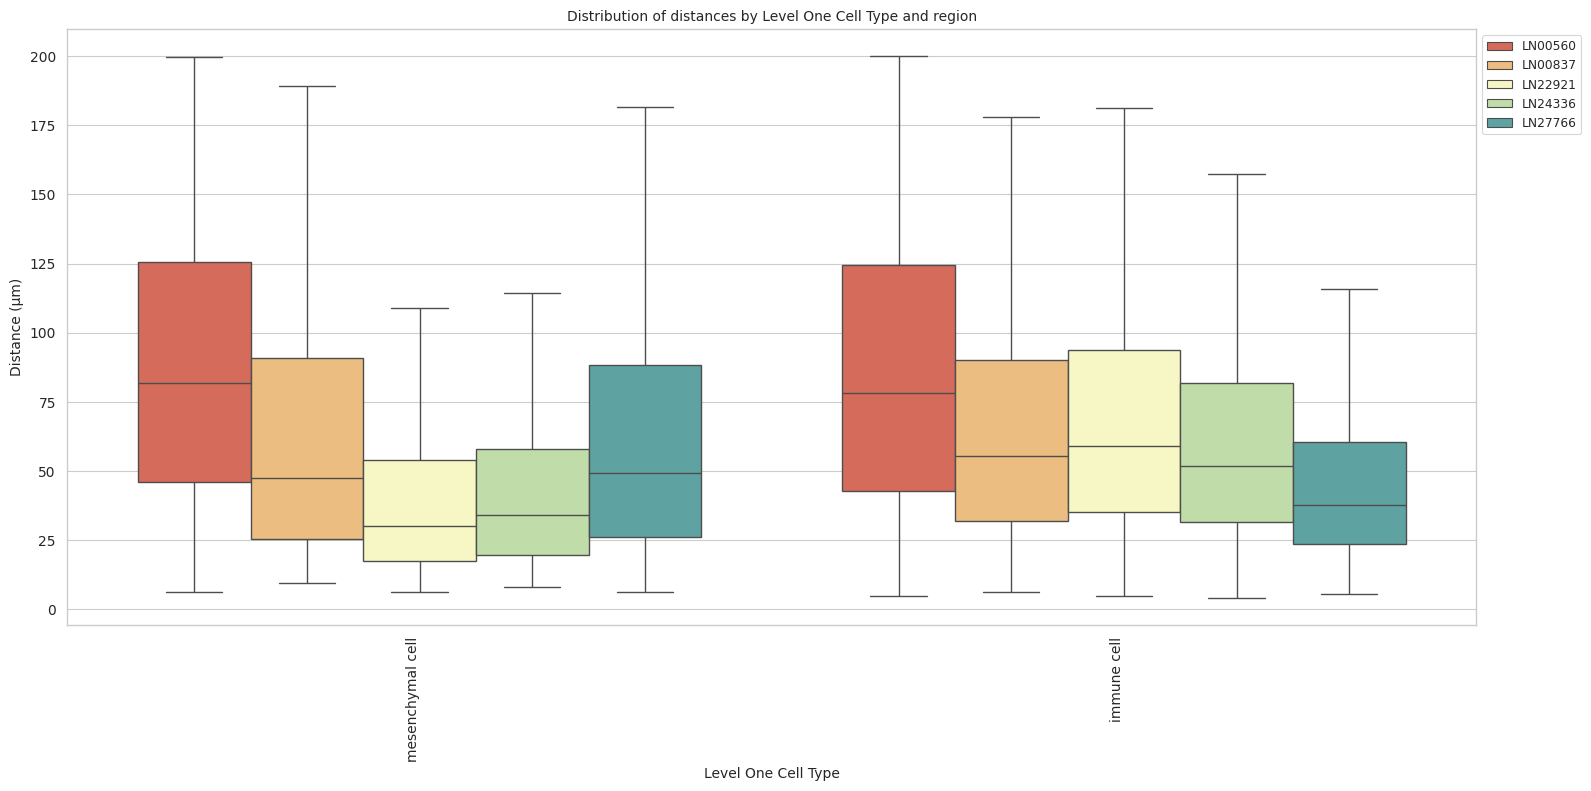 Distribution of distances by Level One Cell Type and region
LN00560
LN00837
LN22921
LN24336
LN27766
Distance (μm)
200
175
150
125
100
75
50
25
0
mesenchymal cell
immune cell
Level One Cell Type